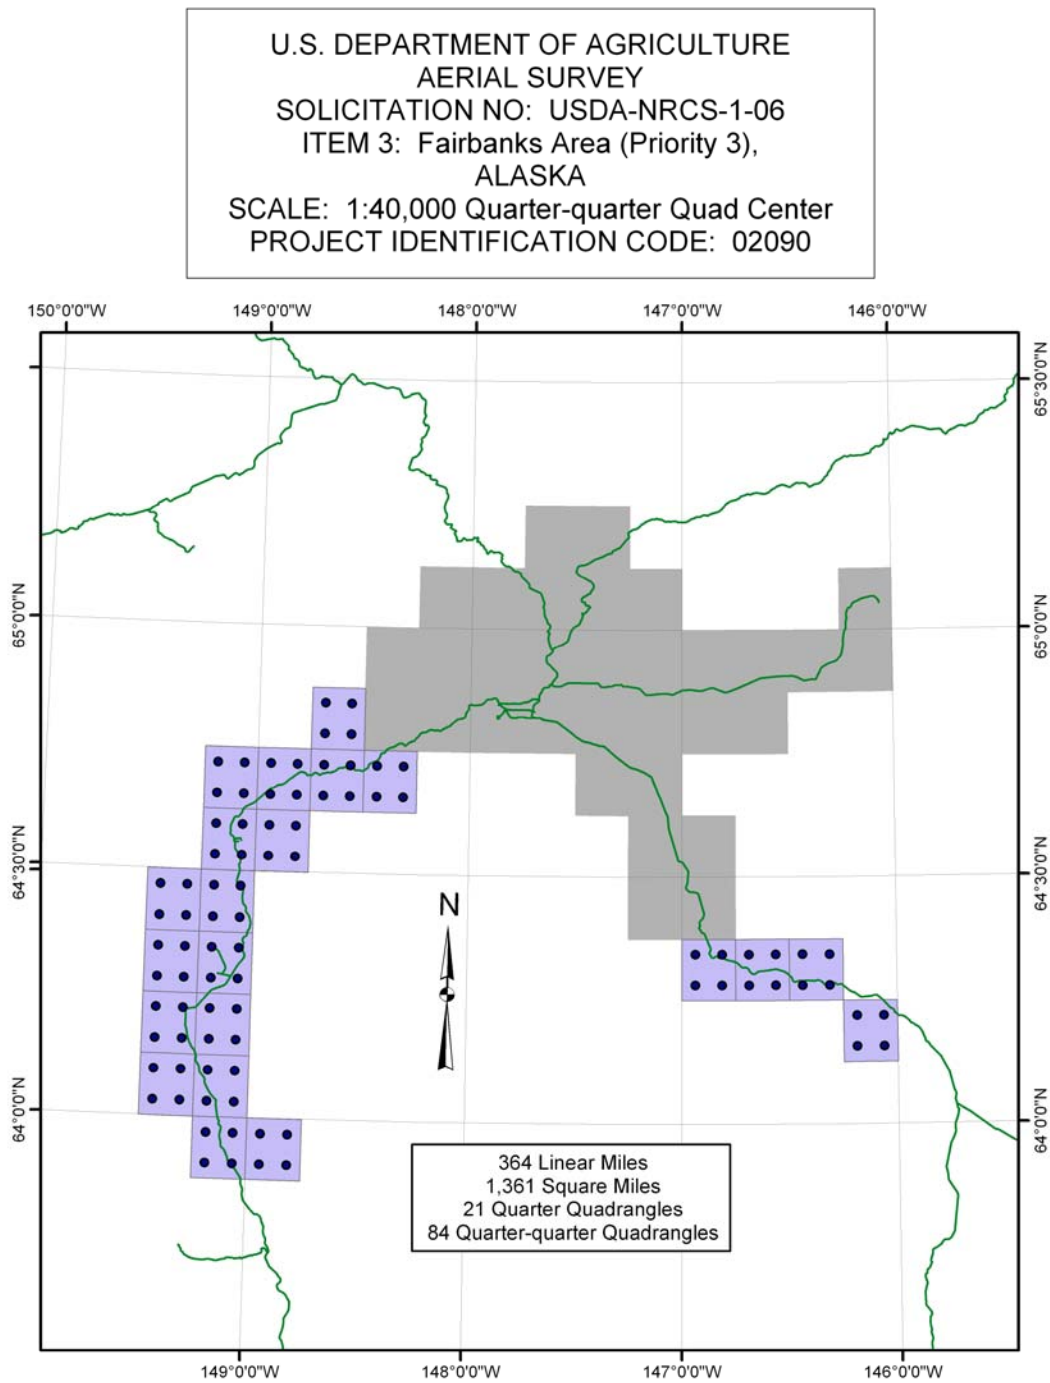 U.S. DEPARTMENT OF AGRICULTURE
AERIAL SURVEY
SOLICITATION NO: USDA-NRCS-1-06
ITEM 3: Fairbanks Area (Priority 3),
ALASKA
SCALE: 1:40,000 Quarter-quarter Quad Center
PROJECT IDENTIFICATION CODE: 02090
150°0'0"W
149°0'0"W
148°0'0"W
147°0'0"W
146°0'0"W
65°30'0"N
65°0'0"N
65°0'0"N
64°30'0"N
64°30'0"N
N
64°0'0"N
64°0'0"N
364 Linear Miles
1,361 Square Miles
21 Quarter Quadrangles
84 Quarter-quarter Quadrangles
149°0'0"W
148°0'0"W
147°0'0"W
146°0'0"W